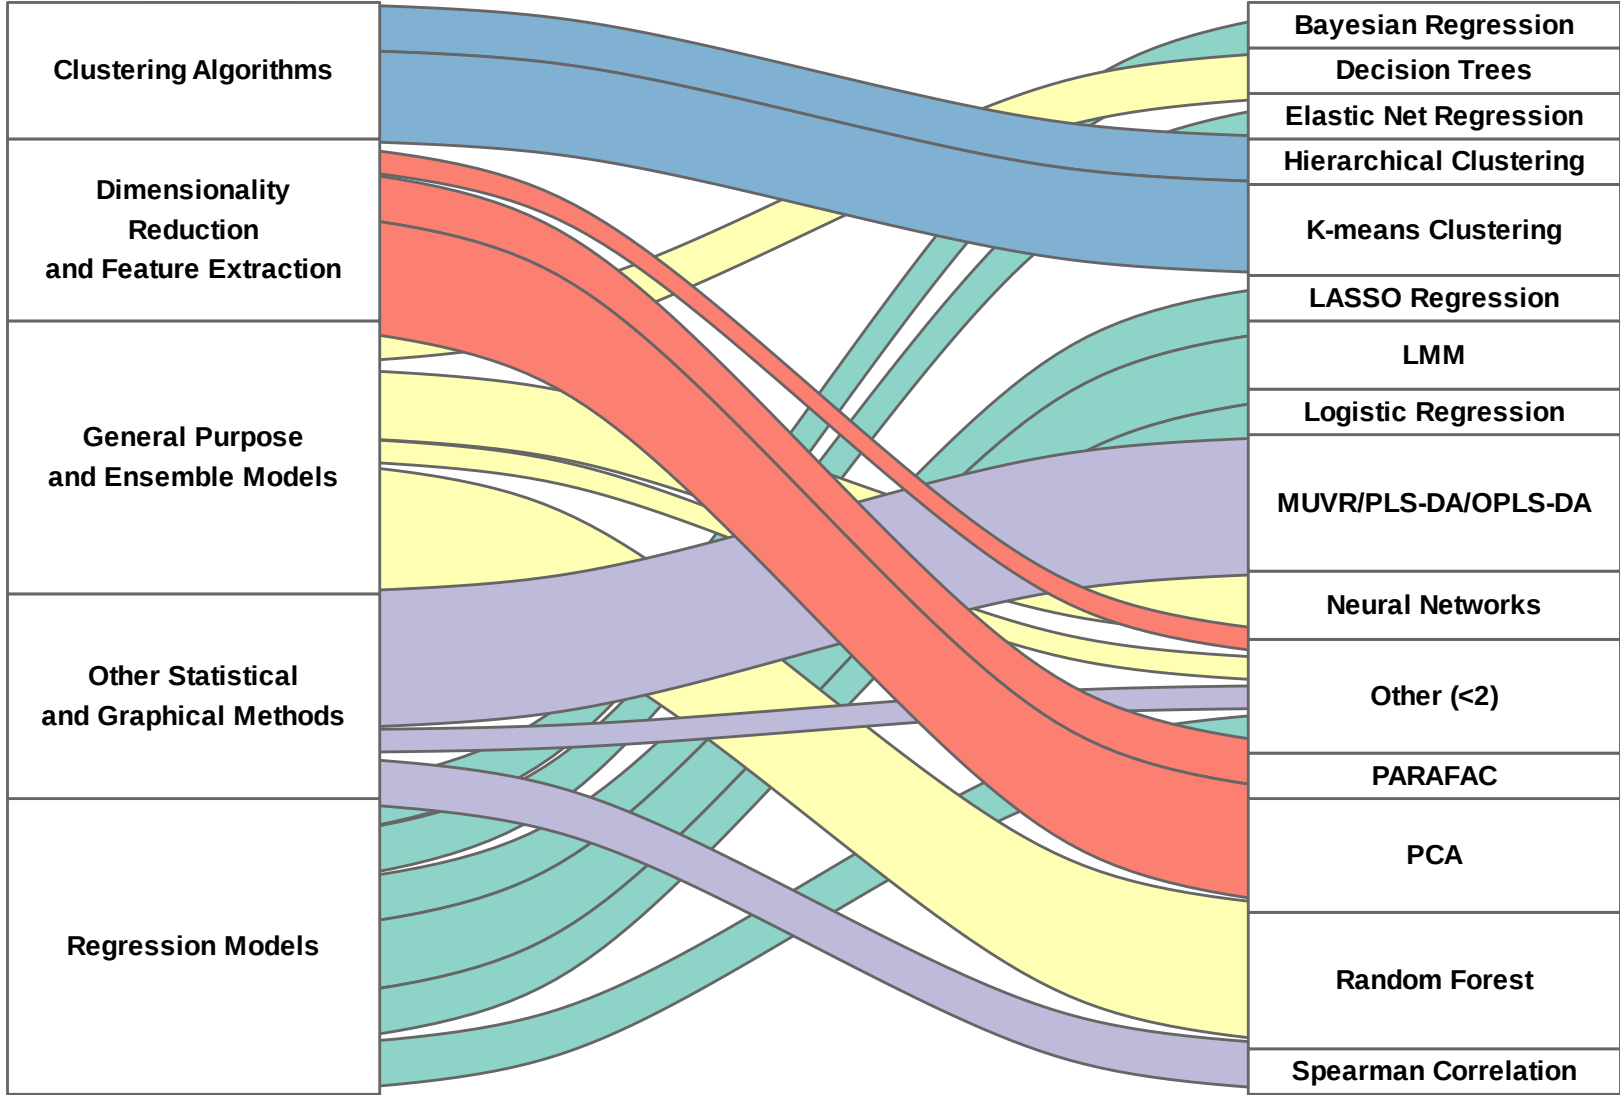 Clustering Algorithms
Dimensionality
Reduction
and Feature Extraction
General Purpose
and Ensemble Models
Other Statistical
and Graphical Methods
Regression Models
Bayesian Regression
Decision Trees
Elastic Net Regression
Hierarchical Clustering
K-means Clustering
LASSO Regression
LMM
Logistic Regression
MUVR/PLS-DA/OPLS-DA
Neural Networks
Other (<2)
PARAFAC
PCA
Random Forest
Spearman Correlation